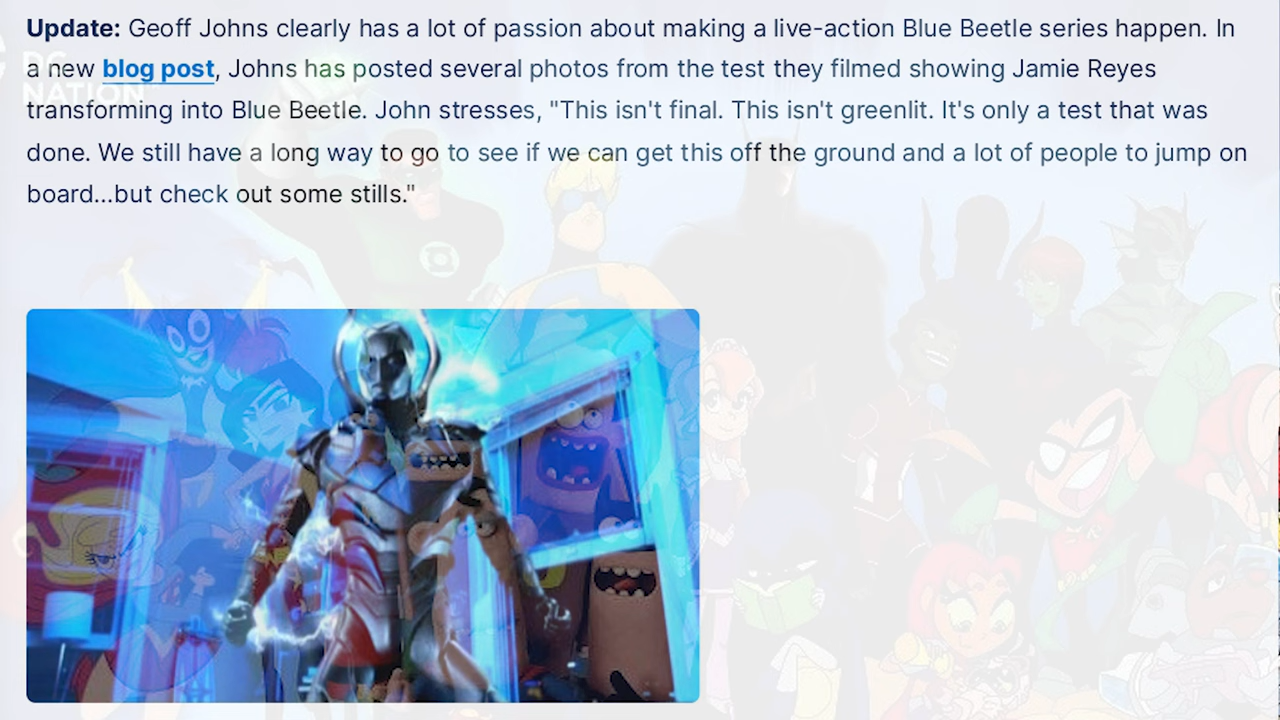 Update: Geoff Johns clearly has a lot of passion about making a live-action Blue Beetle series happen. In
a new blog post, Johns has posted several photos from the test they filmed showing Jamie Reyes
transforming into Blue Beetle. John stresses, "This isn't final. This isn't greenlit. It's only a test that was
done. We still have a long way to go to see if we can get this off the ground and a lot of people to jump on
board...but check out some stills."
DC
NATION